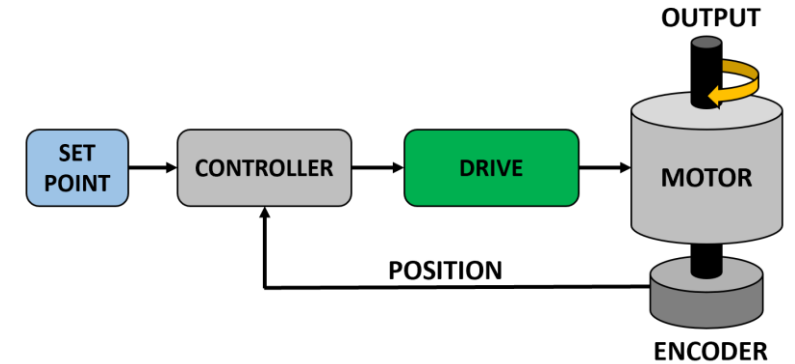 OUTPUT
SET
POINT
CONTROLLER
DRIVE
MOTOR
POSITION
ENCODER